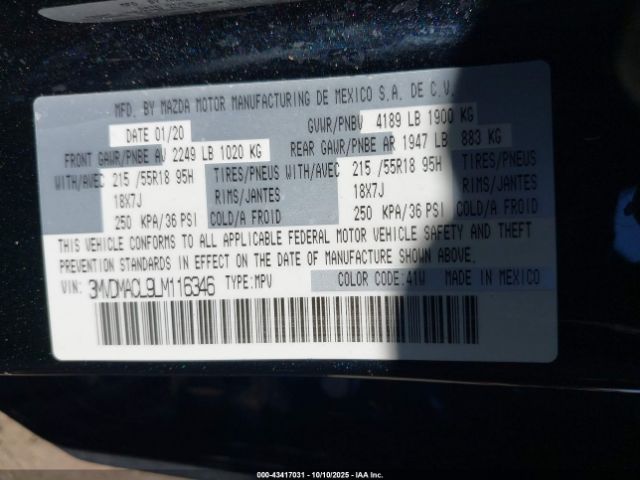 MFD. BY MAZDA MOTOR MANUFACTURING DE MEXICO S.A. DE C.V.
DATE 01/20 GVWR/PNBV 4189 LB 1900 KG
FRONT GAWR/PNBE AV 2249 LB 1020 KG REAR GAWR/PNBE AR 1947 LB 883 KG
WITH/AVEC 215 /55R18 95H TIRES/PNEUS WITH/AVEC 215 /55R18 95H TIRES/PNEUS
18X7J RIMS/JANTES 18X7J RIMS/JANTES
250 KPA/36 PSI COLD/A FROID 250 KPA/36 PSI COLD/A FROID
THIS VEHICLE CONFORMS TO ALL APPLICABLE FEDERAL MOTOR VEHICLE SAFETY AND THEFT
PREVENTION STANDARDS IN EFFECT ON THE DATE OF MANUFACTURE SHOWN ABOVE.
VIN: 3MVDMACL9LM116346 TYPE:MPV COLOR CODE:41W MADE IN MEXICO
000-43417031 - 10/10/2025 - IAA Inc.